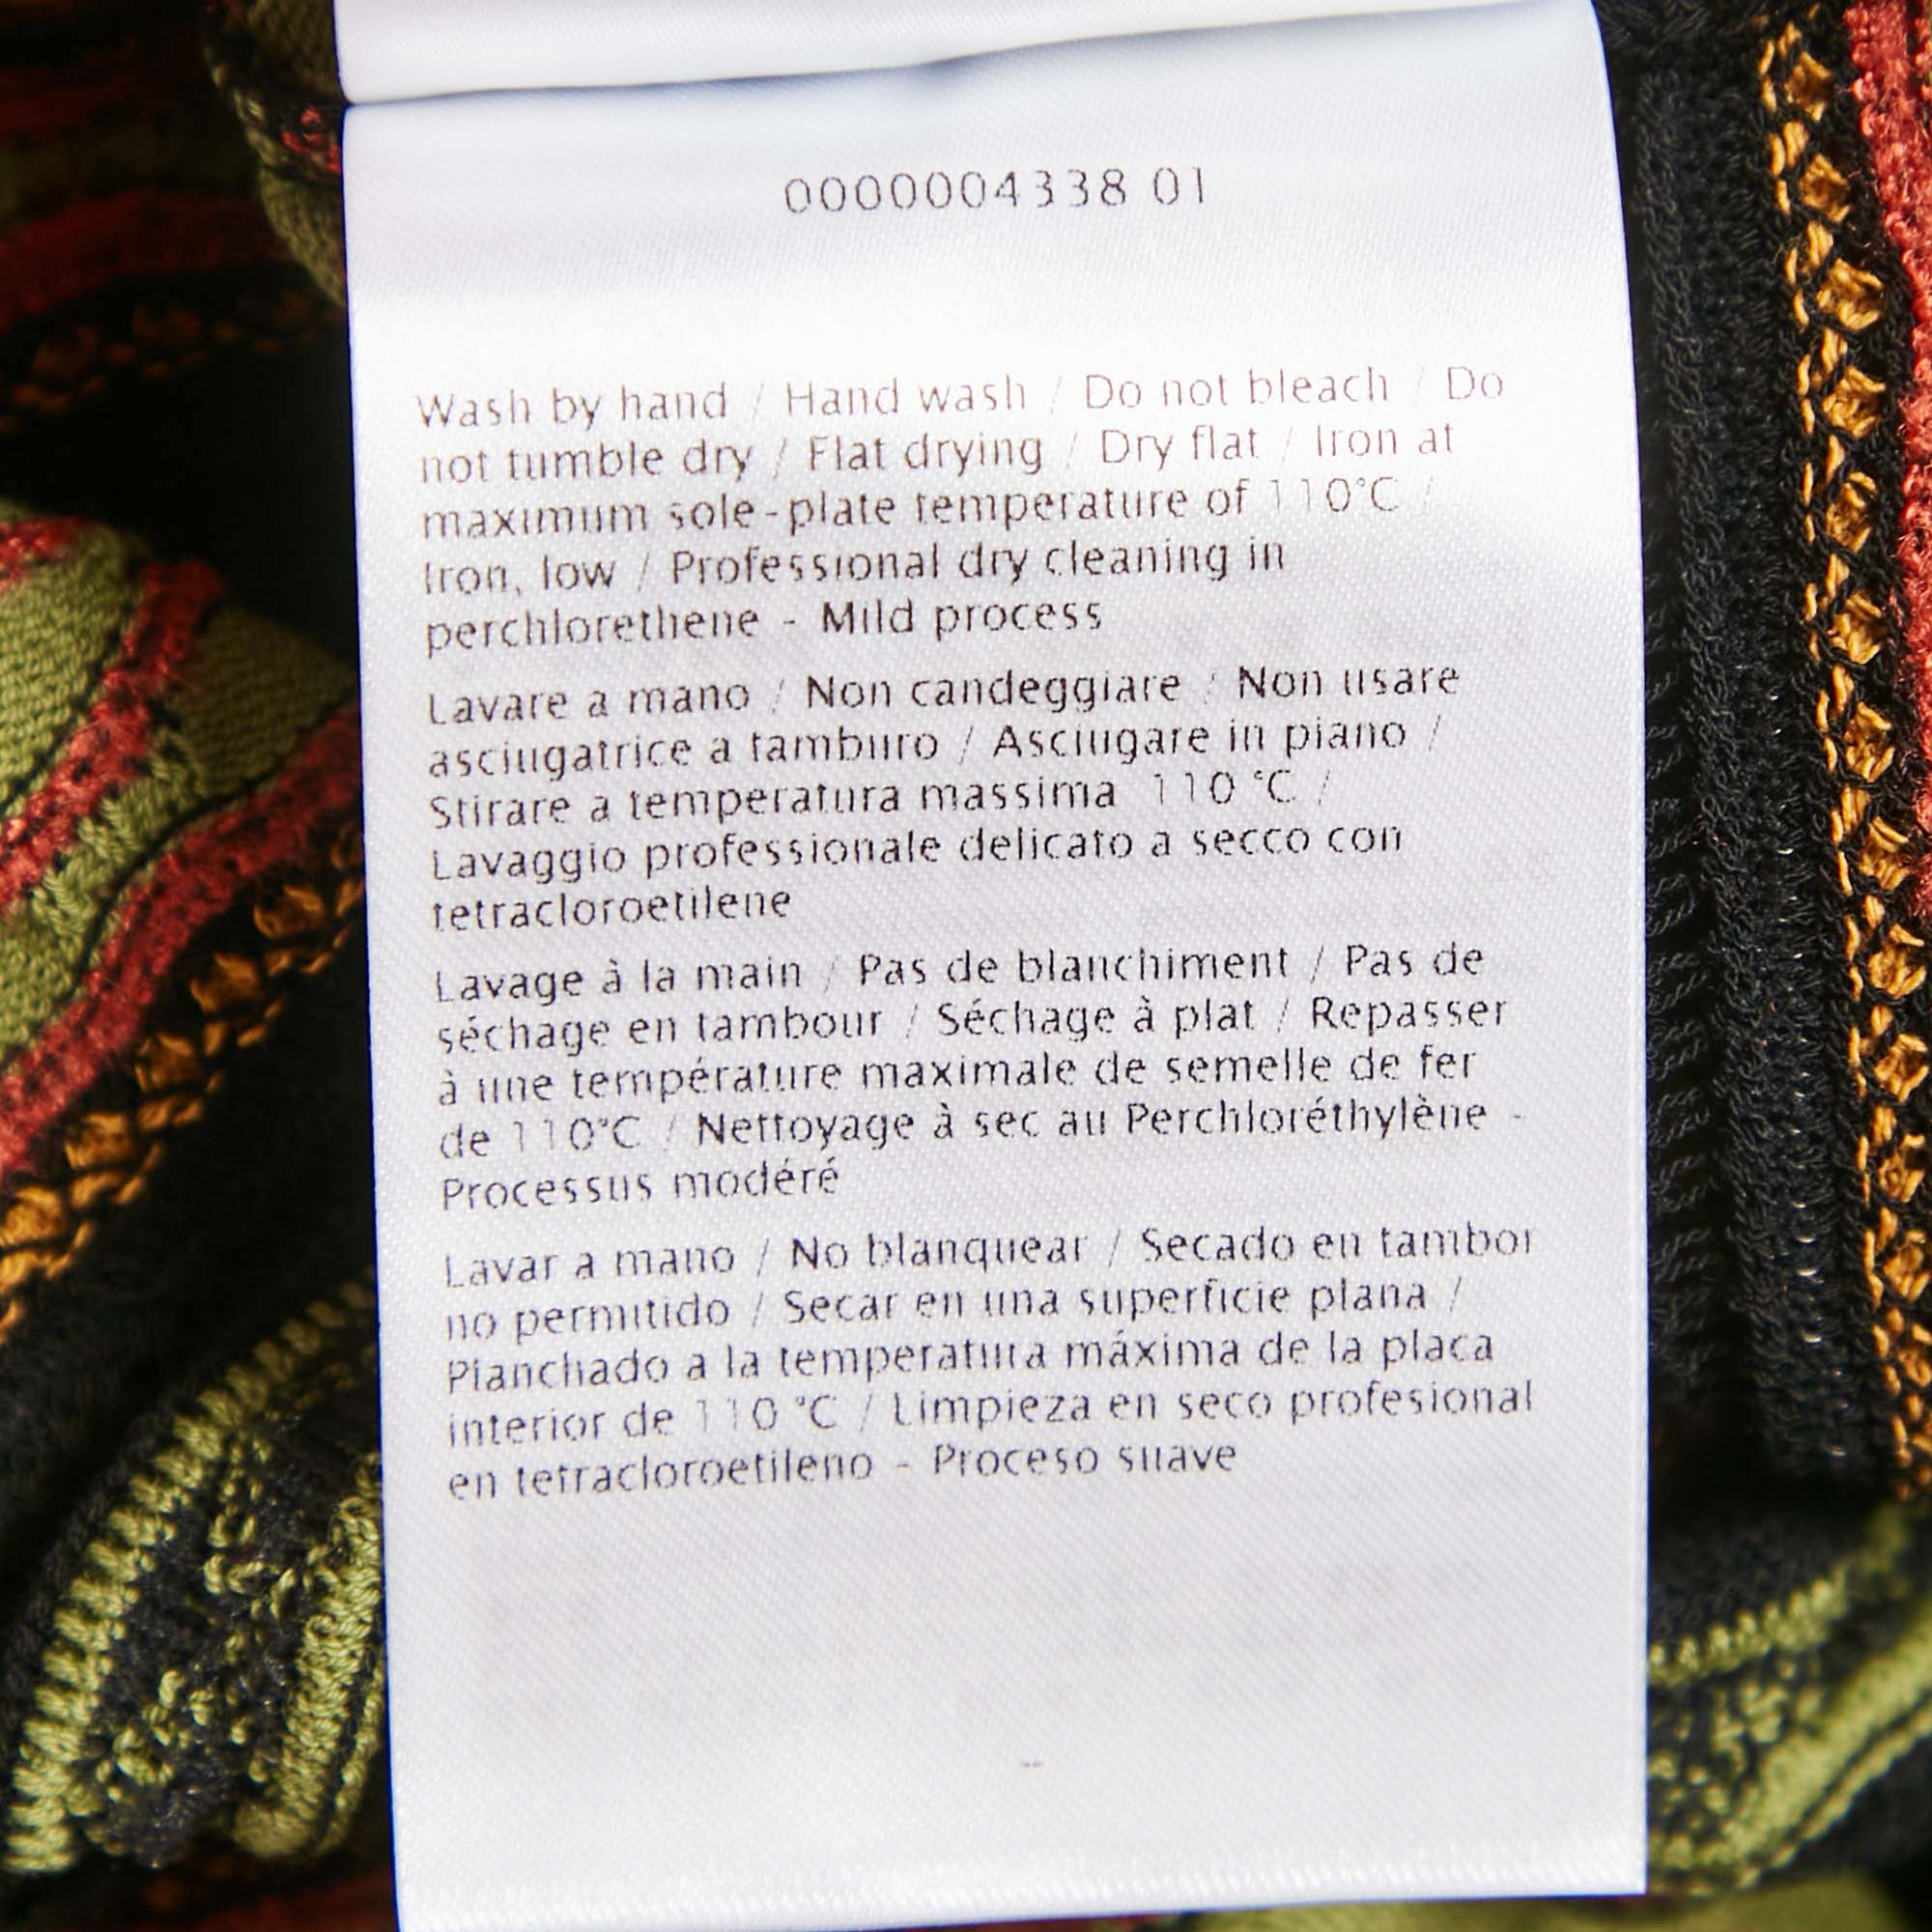 0000004338 01
Wash by hand / Hand wash / Do not bleach / Do
not tumble dry / Flat drying / Dry flat / Iron at
maximum sole-plate temperature of 110°C /
Iron, low / Professional dry cleaning in
perchlorethene - Mild process
Lavare a mano / Non candeggiare / Non usare
asciugatrice a tamburo / Asciugare in piano /
Stirare a temperatura massima 110 °C /
Lavaggio professionale delicato a secco con
tetracloroetilene
Lavage à la main / Pas de blanchiment / Pas de
séchage en tambour / Séchage à plat / Repasser
à une température maximale de semelle de fer
de 110°C / Nettoyage à sec au Perchloréthylène -
Processus modéré
Lavar a mano / No blanquear / Secado en tambor
no permitido / Secar en una superficie plana /
Planchado a la temperatura máxima de la placa
interior de 110 °C / Limpieza en seco profesional
en tetracloroetileno - Proceso suave